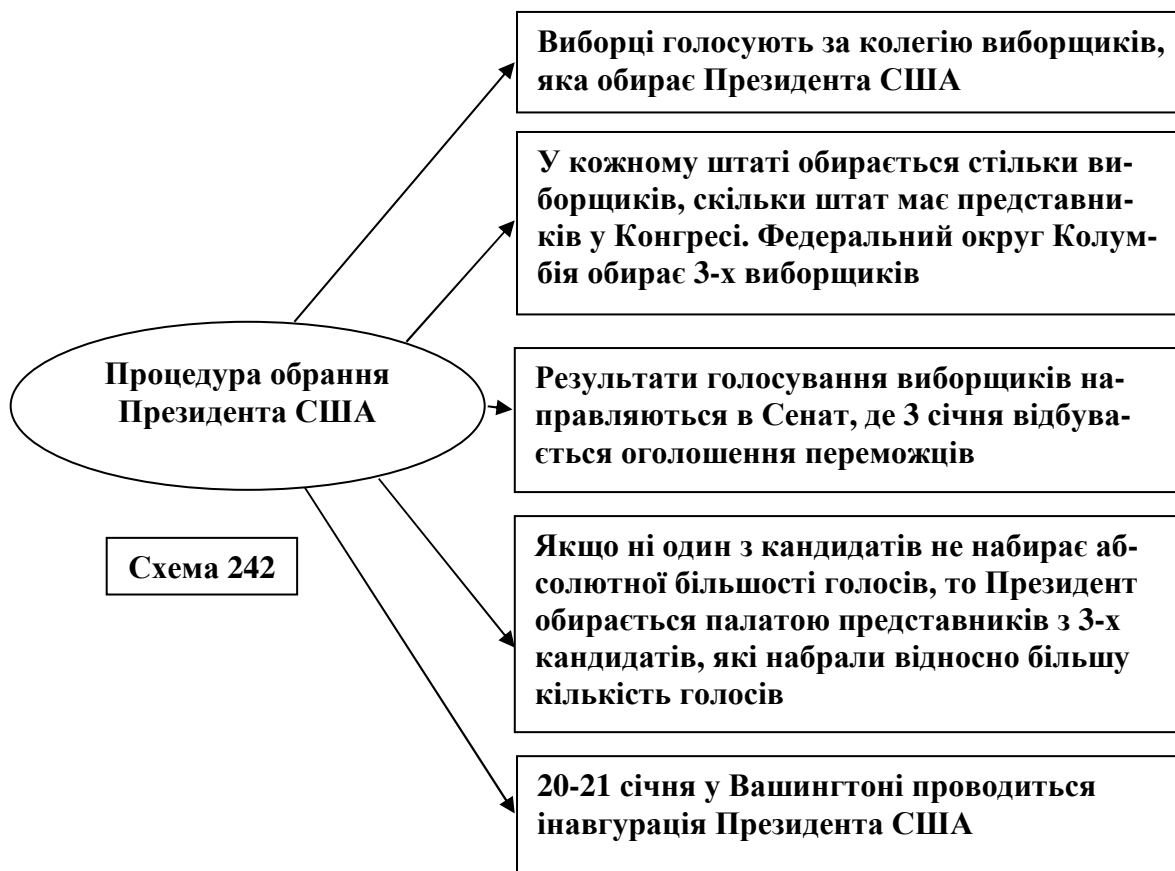 Виборці голосують за колегію виборщиків,
яка обирає Президента США
У кожному штаті обирається стільки ви-
борщиків, скільки штат має представни-
ків у Конгресі. Федеральний округ Колум-
бія обирає 3-х виборщиків
Процедура обрання
Президента США
Результати голосування виборщиків на-
правляються в Сенат, де 3 січня відбува-
ється оголошення переможців
Схема 242
Якщо ні один з кандидатів не набирає аб-
солютної більшості голосів, то Президент
обирається палатою представників з 3-х
кандидатів, які набрали відносно більшу
кількість голосів
20-21 січня у Вашингтоні проводиться
інавгурація Президента США